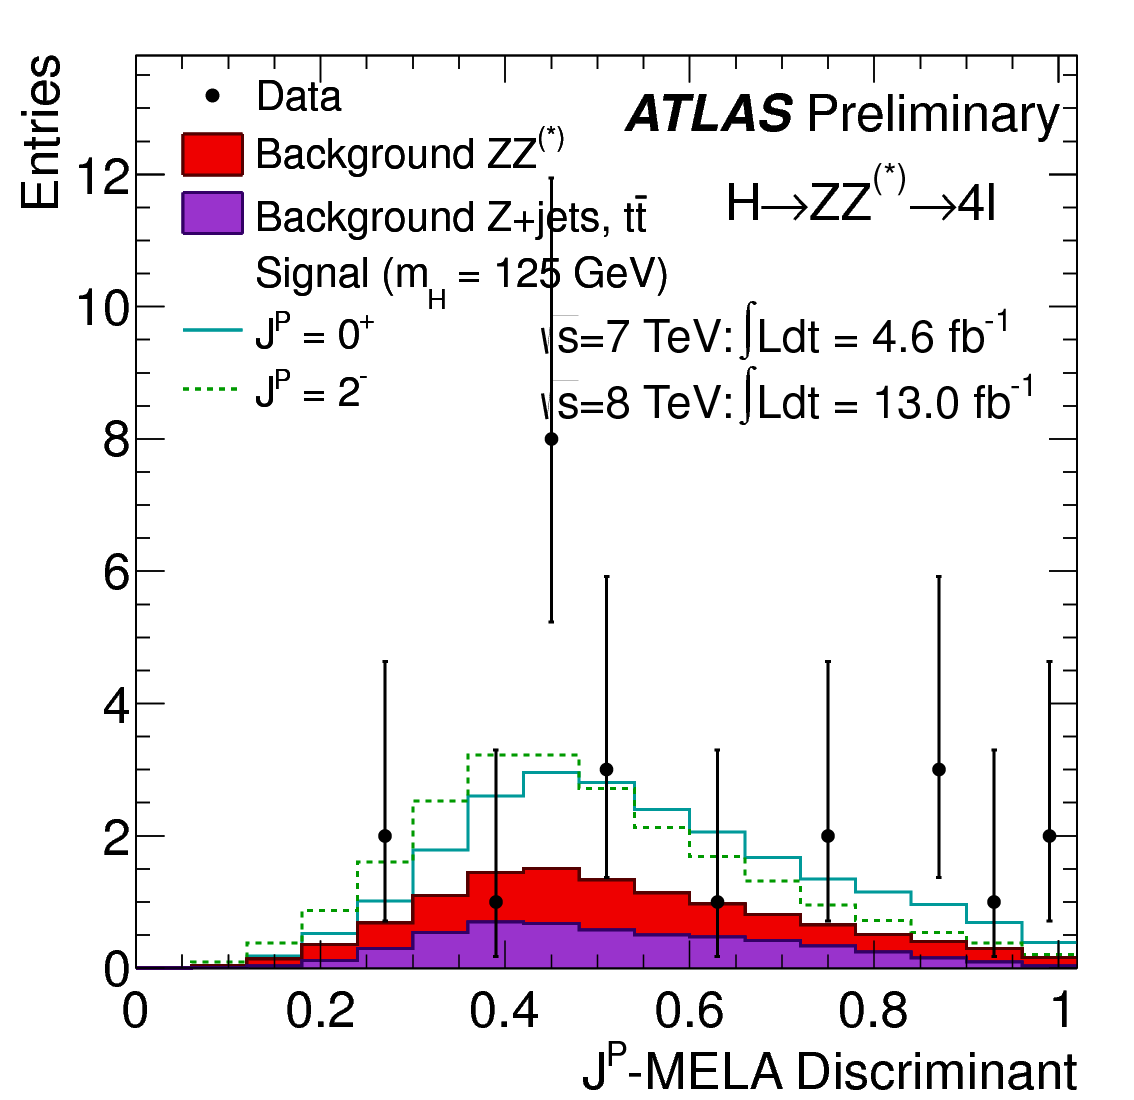 Entries
Data
Background ZZ(*)
Background Z+jets, tt̄
Signal (mH = 125 GeV)
JP = 0+
JP = 2-
ATLAS Preliminary
H→ZZ(*)→4l
√s=7 TeV:∫Ldt = 4.6 fb-1
√s=8 TeV:∫Ldt = 13.0 fb-1
12
10
8
6
4
2
0
0 0.2 0.4 0.6 0.8 1
JP-MELA Discriminant